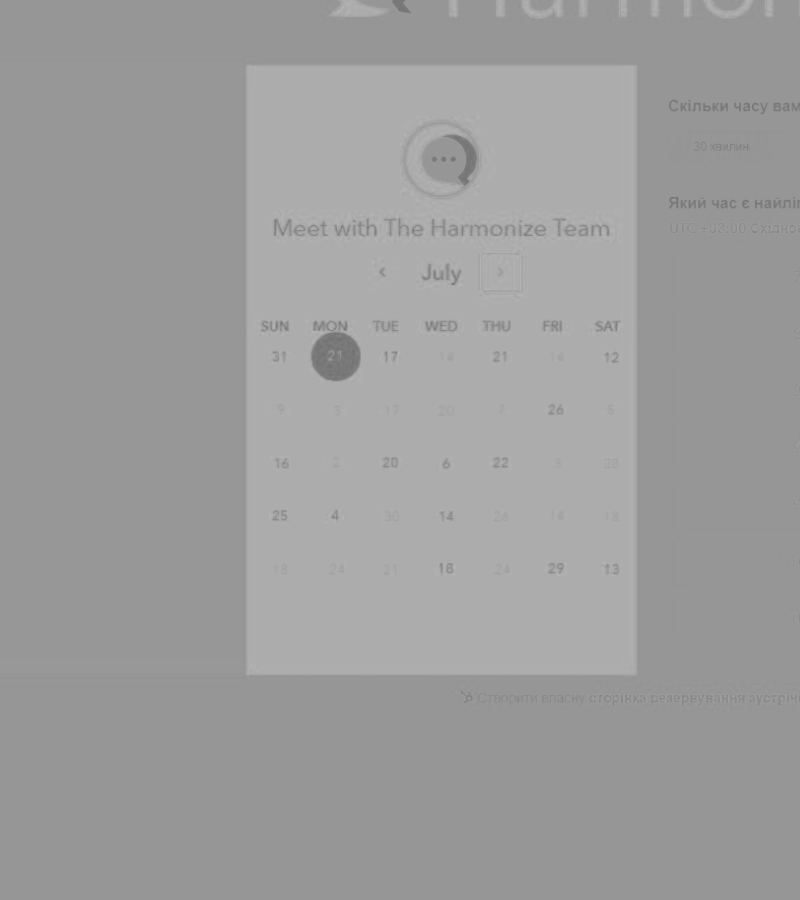 Harmon
Скільки часу вам
30 хвилин
Який час є найлі
UTC +03:00 Східно
Meet with The Harmonize Team
July
SUN MON TUE WED THU FRI SAT
31 21 17 14 21 14 12
9 3 17 20 7 26 5
16 2 20 6 22 3 28
25 4 30 14 26 14 18
18 24 21 18 24 29 13
Створити власну сторінка резервування зустріч